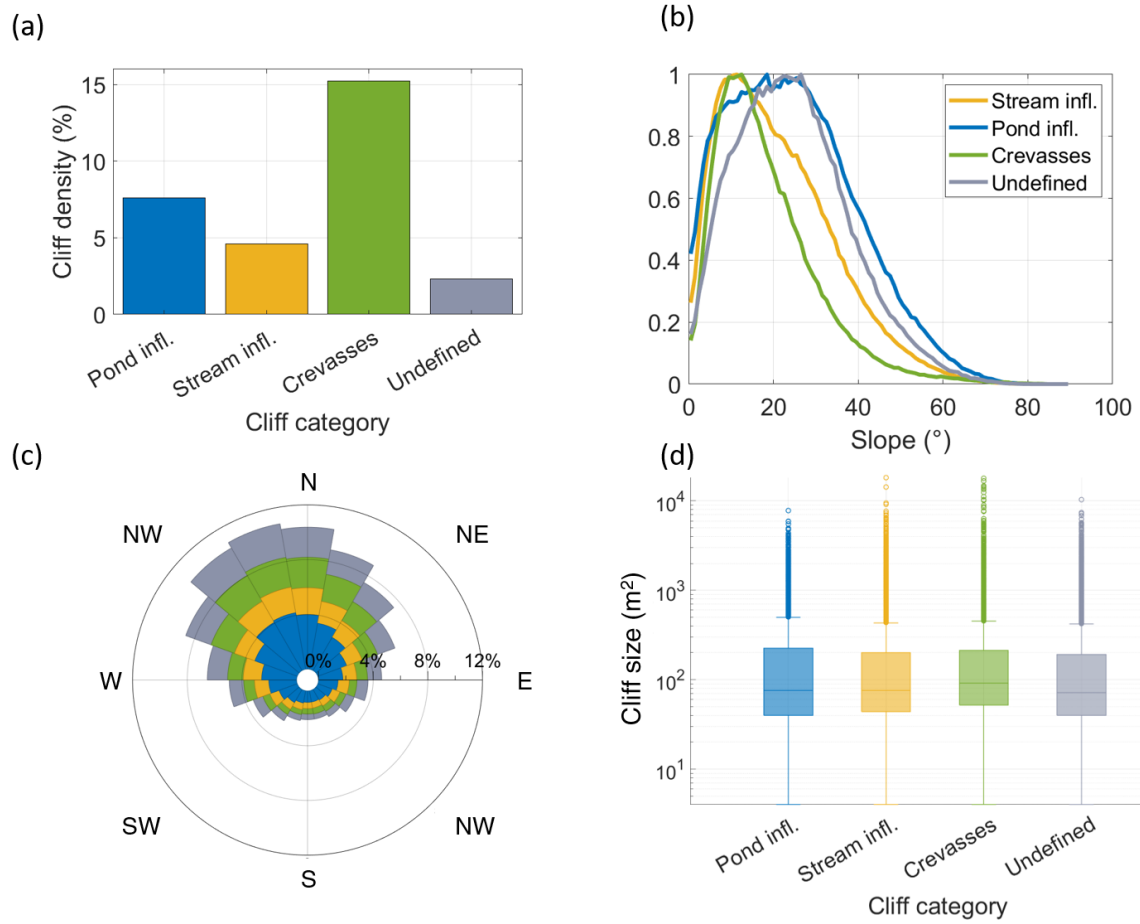 (a)
15
10
5
0
Cliff density (%)
Pond infl.
Stream infl.
Crevasses
Undefined
Cliff category
(b)
1
0.8
0.6
0.4
0.2
0
Stream infl.
Pond infl.
Crevasses
Undefined
0 20 40 60 80 100
Slope (°)
(c)
N
NW NE
W 0% 4% 8% 12% E
SW NW
S
(d)
10⁴
10³
10²
10¹
Cliff size (m²)
Pond infl.
Stream infl.
Crevasses
Undefined
Cliff category